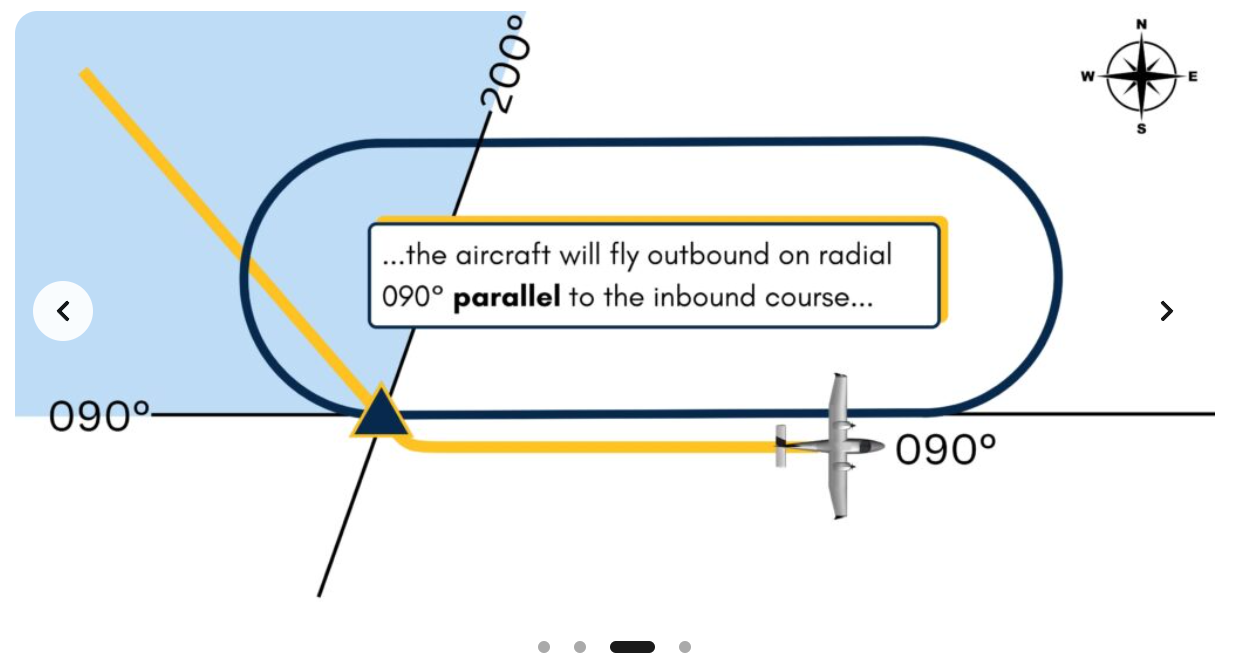 200°
N
W
E
S
...the aircraft will fly outbound on radial
090° parallel to the inbound course...
090°
090°